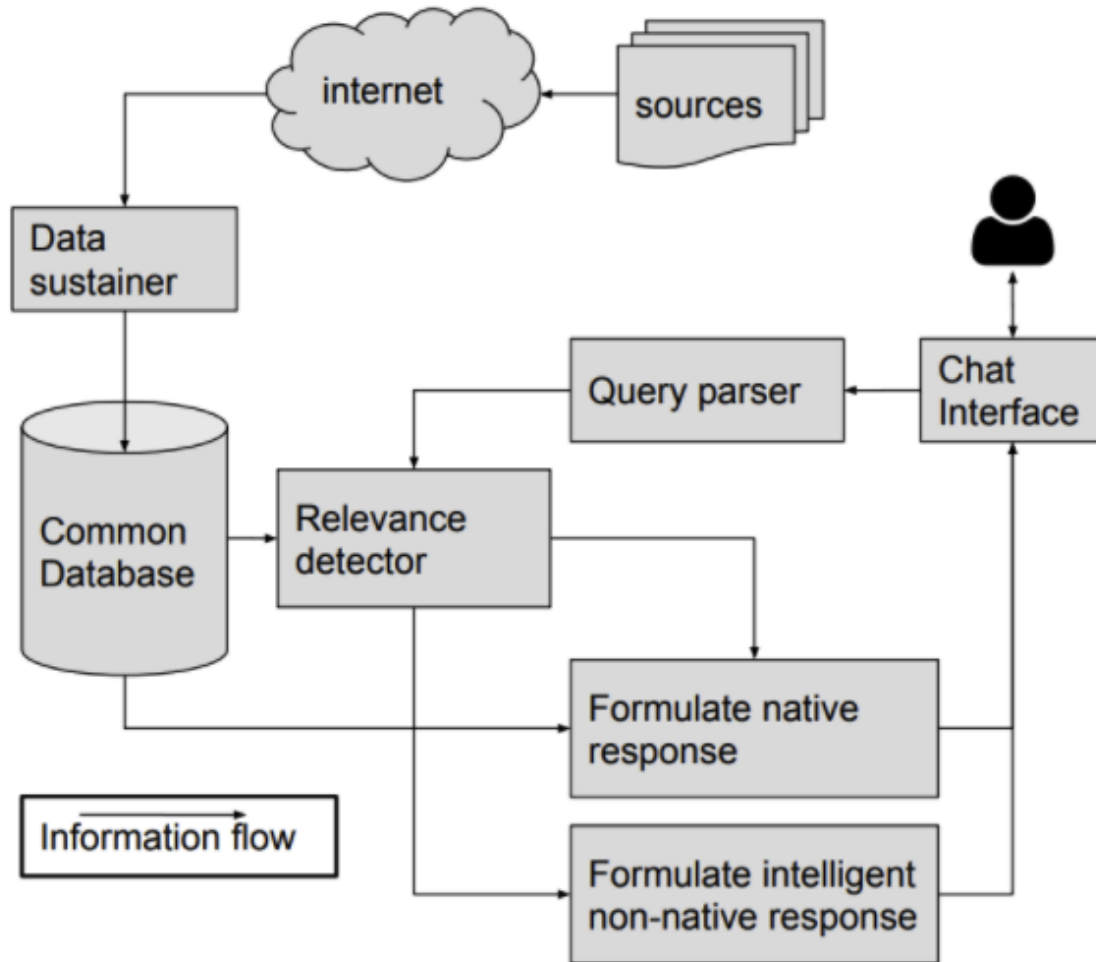 internet
sources
Data
sustainer
Query parser
Chat
Interface
Common
Database
Relevance
detector
Formulate native
response
Information flow
Formulate intelligent
non-native response